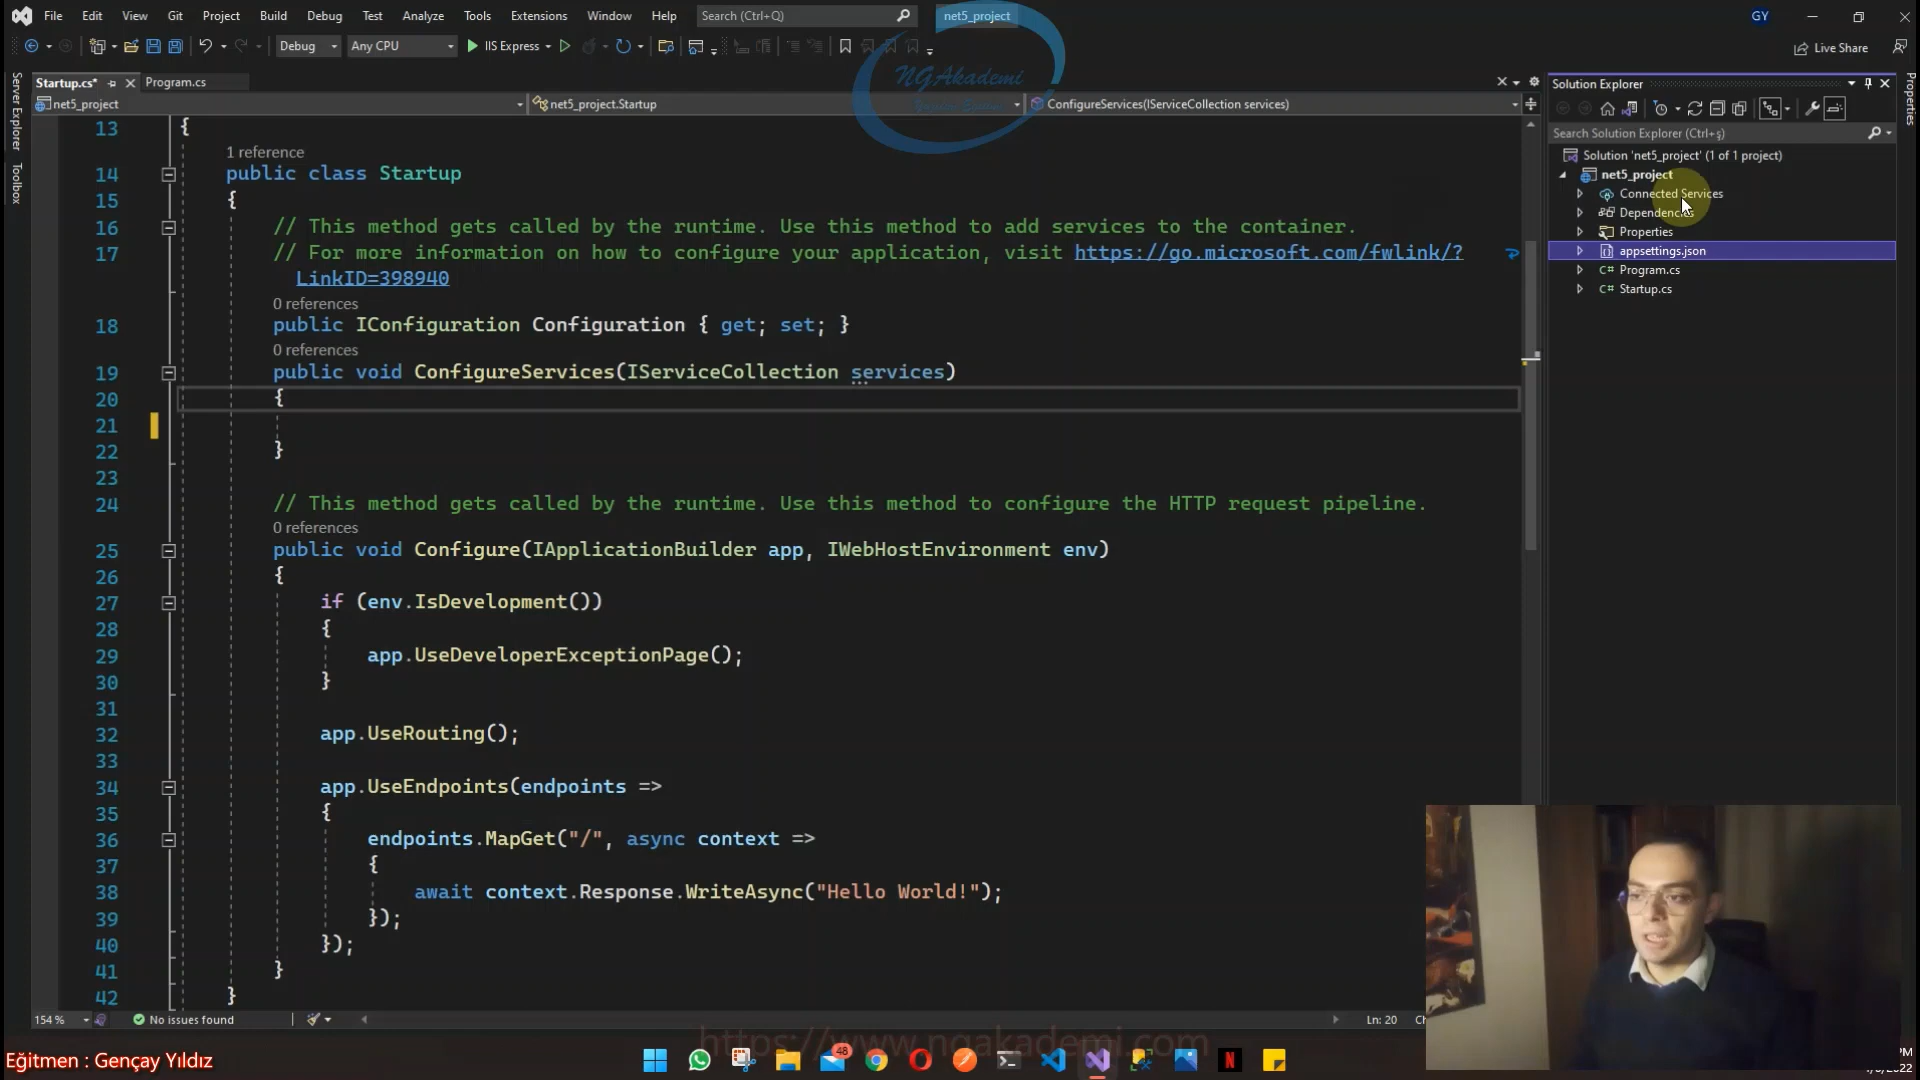 File Edit View Git Project Build Debug Test Analyze Tools Extensions Window Help Search (Ctrl+Q) net5_project GY
Debug Any CPU IIS Express Live Share
Server Explorer
Toolbox
Startup.cs* Program.cs
net5_project net5_project.Startup ConfigureServices(IServiceCollection services)
NGAkademi
13 {
1 reference
14 public class Startup
15 {
16 // This method gets called by the runtime. Use this method to add services to the container.
17 // For more information on how to configure your application, visit https://go.microsoft.com/fwlink/?
LinkID=398940
0 references
18 public IConfiguration Configuration { get; set; }
0 references
19 public void ConfigureServices(IServiceCollection services)
20 {
21
22 }
23
24 // This method gets called by the runtime. Use this method to configure the HTTP request pipeline.
0 references
25 public void Configure(IApplicationBuilder app, IWebHostEnvironment env)
26 {
27 if (env.IsDevelopment())
28 {
29 app.UseDeveloperExceptionPage();
30 }
31
32 app.UseRouting();
33
34 app.UseEndpoints(endpoints =>
35 {
36 endpoints.MapGet("/", async context =>
37 {
38 await context.Response.WriteAsync("Hello World!");
39 });
40 });
41 }
42 }
154 % No issues found Ln: 20
Solution Explorer
Search Solution Explorer (Ctrl+ş)
Solution 'net5_project' (1 of 1 project)
net5_project
Connected Services
Dependencies
Properties
appsettings.json
Program.cs
Startup.cs
Properties
https://www.ngakademi.com
Eğitmen : Gençay Yıldız
48